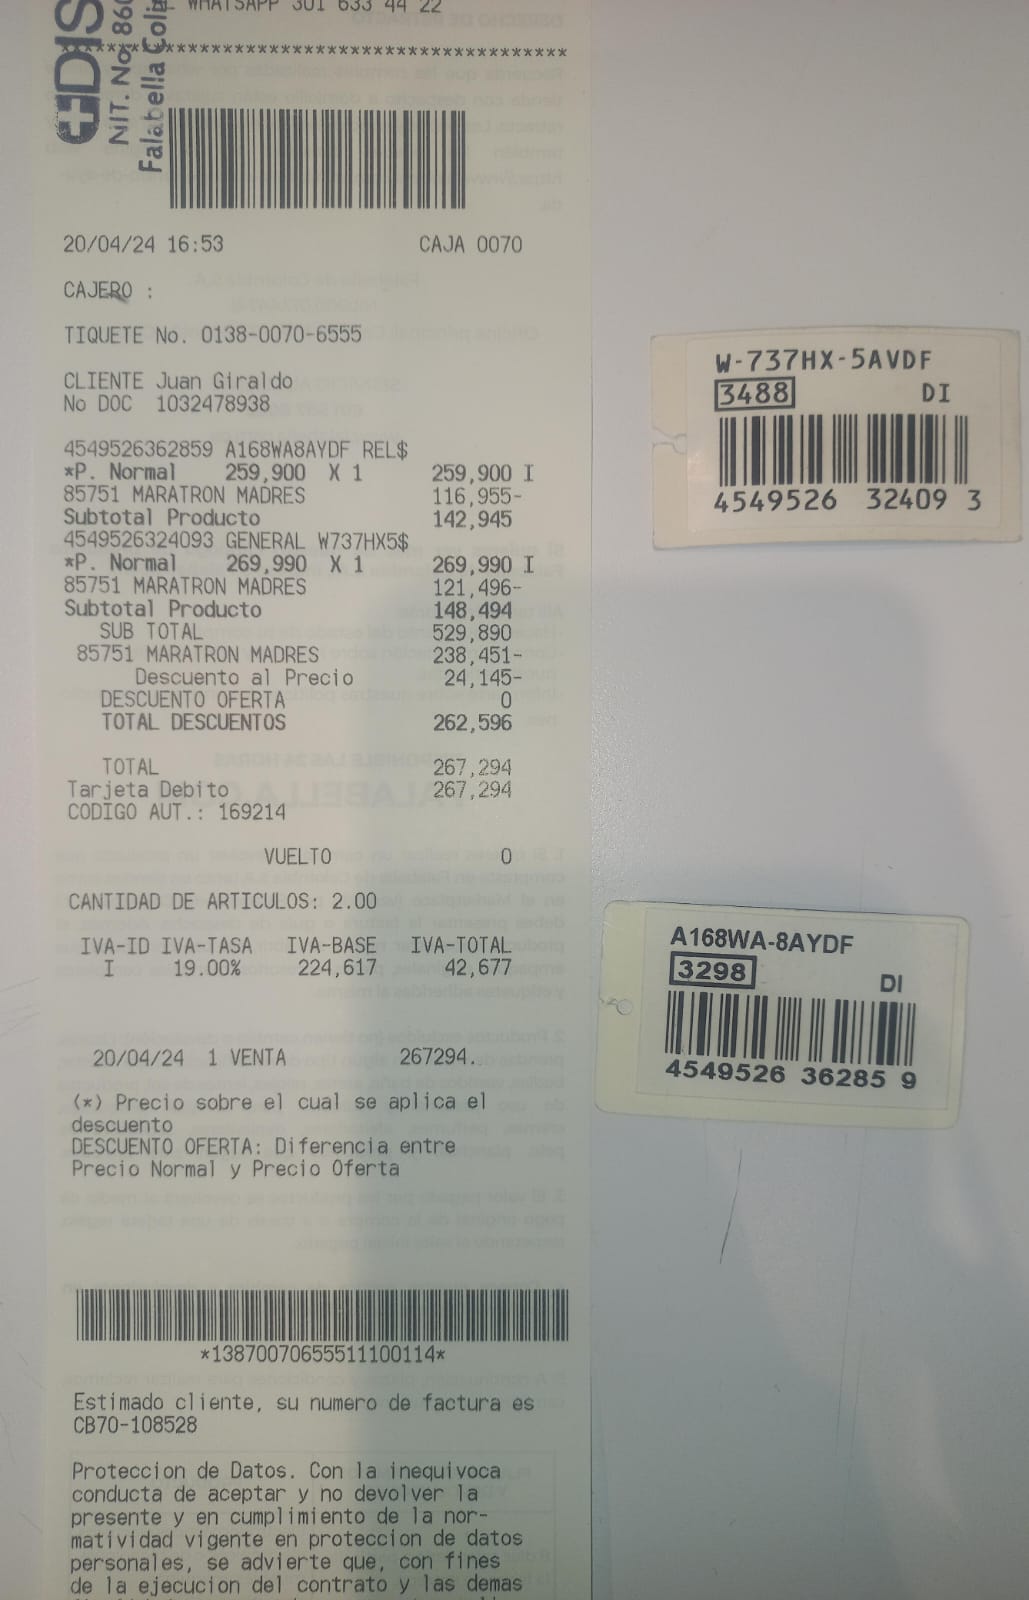 WHATSAPP 301 633 44 22
******************************************
DIS
NIT. No. 860
Falabella Colo
20/04/24 16:53 CAJA 0070
CAJERO :
TIQUETE No. 0138-0070-6555
CLIENTE Juan Giraldo
No DOC 1032478938
4549526362859 A168WA8AYDF REL$
*P. Normal 259,900 X 1 259,900 I
85751 MARATRON MADRES 116,955-
Subtotal Producto 142,945
4549526324093 GENERAL W737HX5$
*P. Normal 269,990 X 1 269,990 I
85751 MARATRON MADRES 121,496-
Subtotal Producto 148,494
SUB TOTAL 529,890
85751 MARATRON MADRES 238,451-
Descuento al Precio 24,145-
DESCUENTO OFERTA 0
TOTAL DESCUENTOS 262,596
TOTAL 267,294
Tarjeta Debito 267,294
CODIGO AUT.: 169214
VUELTO 0
CANTIDAD DE ARTICULOS: 2.00
IVA-ID IVA-TASA IVA-BASE IVA-TOTAL
I 19.00% 224,617 42,677
20/04/24 1 VENTA 267294.
(*) Precio sobre el cual se aplica el
descuento
DESCUENTO OFERTA: Diferencia entre
Precio Normal y Precio Oferta
*13870070655511100114*
Estimado cliente, su numero de factura es
CB70-108528
Proteccion de Datos. Con la inequivoca
conducta de aceptar y no devolver la
presente y en cumplimiento de la nor-
matividad vigente en proteccion de datos
personales, se advierte que, con fines
de la ejecucion del contrato y las demas
W-737HX-5AVDF
3488 DI
4549526 32409 3
A168WA-8AYDF
3298 DI
4549526 36285 9